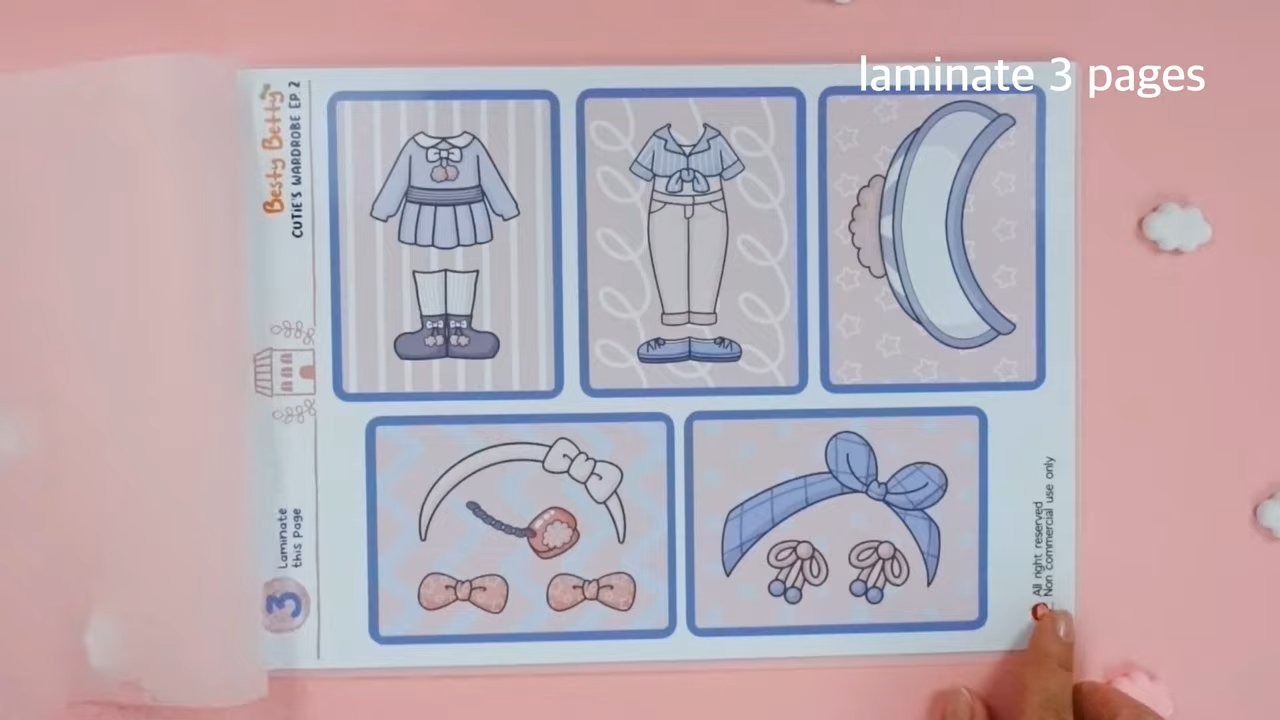 laminate 3 pages
Besty Betty
CUTIE'S WARDROBE EP.2
3
Laminate
this page
All right reserved
Non commercial use only